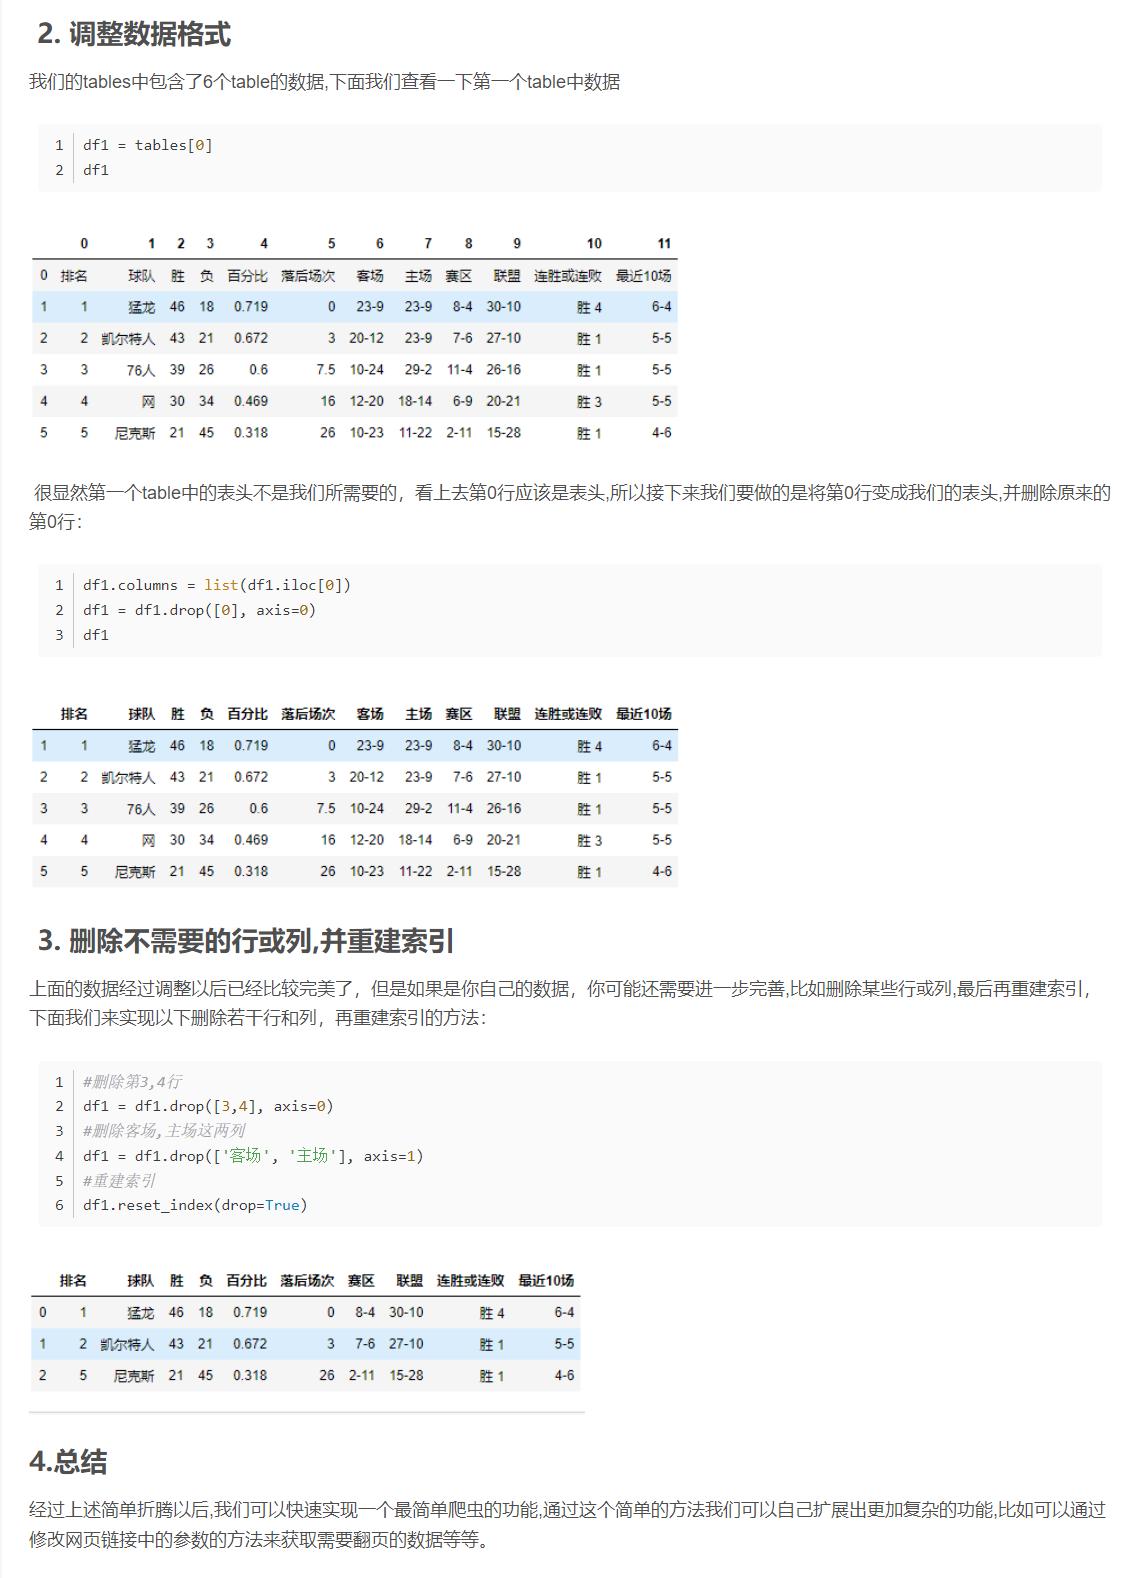 2. 调整数据格式
我们的tables中包含了6个table的数据,下面我们查看一下第一个table中数据
1 df1 = tables[0]
2 df1
0 1 2 3 4 5 6 7 8 9 10 11
0 排名 球队 胜 负 百分比 落后场次 客场 主场 赛区 联盟 连胜或连败 最近10场
1 1 猛龙 46 18 0.719 0 23-9 23-9 8-4 30-10 胜 4 6-4
2 2 凯尔特人 43 21 0.672 3 20-12 23-9 7-6 27-10 胜 1 5-5
3 3 76人 39 26 0.6 7.5 10-24 29-2 11-4 26-16 胜 1 5-5
4 4 网 30 34 0.469 16 12-20 18-14 6-9 20-21 胜 3 5-5
5 5 尼克斯 21 45 0.318 26 10-23 11-22 2-11 15-28 胜 1 4-6
很显然第一个table中的表头不是我们所需要的，看上去第0行应该是表头,所以接下来我们要做的是将第0行变成我们的表头,并删除原来的
第0行：
1 df1.columns = list(df1.iloc[0])
2 df1 = df1.drop([0], axis=0)
3 df1
排名 球队 胜 负 百分比 落后场次 客场 主场 赛区 联盟 连胜或连败 最近10场
1 1 猛龙 46 18 0.719 0 23-9 23-9 8-4 30-10 胜 4 6-4
2 2 凯尔特人 43 21 0.672 3 20-12 23-9 7-6 27-10 胜 1 5-5
3 3 76人 39 26 0.6 7.5 10-24 29-2 11-4 26-16 胜 1 5-5
4 4 网 30 34 0.469 16 12-20 18-14 6-9 20-21 胜 3 5-5
5 5 尼克斯 21 45 0.318 26 10-23 11-22 2-11 15-28 胜 1 4-6
3. 删除不需要的行或列,并重建索引
上面的数据经过调整以后已经比较完美了，但是如果是你自己的数据，你可能还需要进一步完善,比如删除某些行或列,最后再重建索引，
下面我们来实现以下删除若干行和列，再重建索引的方法：
1 #删除第3,4行
2 df1 = df1.drop([3,4], axis=0)
3 #删除客场,主场这两列
4 df1 = df1.drop(['客场', '主场'], axis=1)
5 #重建索引
6 df1.reset_index(drop=True)
排名 球队 胜 负 百分比 落后场次 赛区 联盟 连胜或连败 最近10场
0 1 猛龙 46 18 0.719 0 8-4 30-10 胜 4 6-4
1 2 凯尔特人 43 21 0.672 3 7-6 27-10 胜 1 5-5
2 5 尼克斯 21 45 0.318 26 2-11 15-28 胜 1 4-6
4.总结
经过上述简单折腾以后,我们可以快速实现一个最简单爬虫的功能,通过这个简单的方法我们可以自己扩展出更加复杂的功能,比如可以通过
修改网页链接中的参数的方法来获取需要翻页的数据等等。